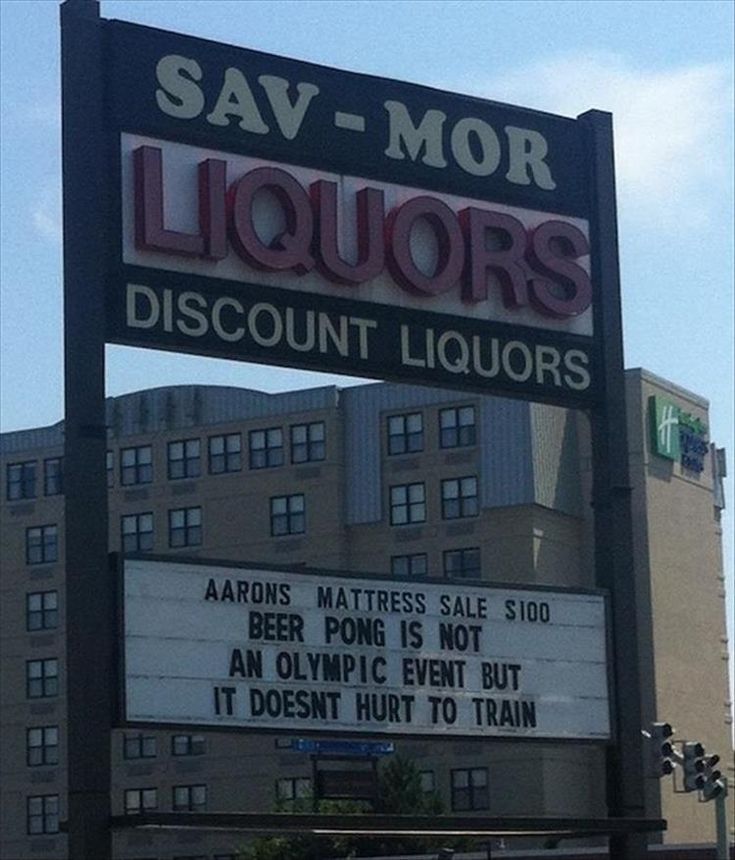 SAV-MOR
LIQUORS
DISCOUNT LIQUORS
H
AARONS MATTRESS SALE $100
BEER PONG IS NOT
AN OLYMPIC EVENT BUT
IT DOESNT HURT TO TRAIN